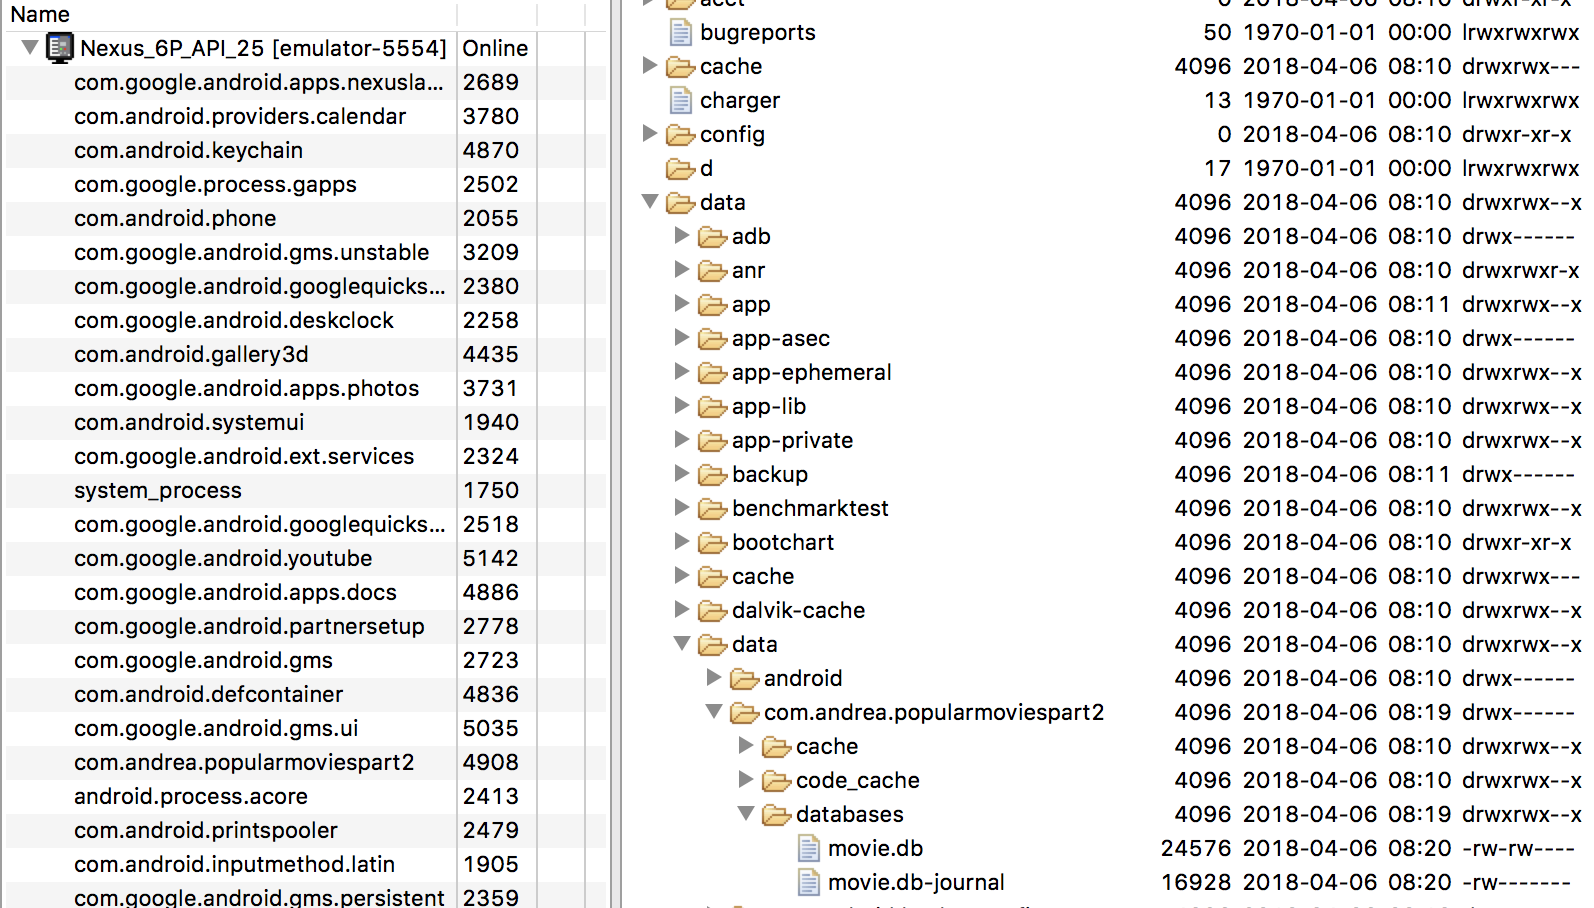 Name
Nexus_6P_API_25 [emulator-5554] Online
com.google.android.apps.nexusla... 2689
com.android.providers.calendar 3780
com.android.keychain 4870
com.google.process.gapps 2502
com.android.phone 2055
com.google.android.gms.unstable 3209
com.google.android.googlequicks... 2380
com.google.android.deskclock 2258
com.android.gallery3d 4435
com.google.android.apps.photos 3731
com.android.systemui 1940
com.google.android.ext.services 2324
system_process 1750
com.google.android.googlequicks... 2518
com.google.android.youtube 5142
com.google.android.apps.docs 4886
com.google.android.partnersetup 2778
com.google.android.gms 2723
com.android.defcontainer 4836
com.google.android.gms.ui 5035
com.andrea.popularmoviespart2 4908
android.process.acore 2413
com.android.printspooler 2479
com.android.inputmethod.latin 1905
com.google.android.gms.persistent 2359
acct 0 2018-04-06 08:10 drwxr-xr-x
bugreports 50 1970-01-01 00:00 lrwxrwxrwx
cache 4096 2018-04-06 08:10 drwxrwx---
charger 13 1970-01-01 00:00 lrwxrwxrwx
config 0 2018-04-06 08:10 drwxr-xr-x
d 17 1970-01-01 00:00 lrwxrwxrwx
data 4096 2018-04-06 08:10 drwxrwx--x
adb 4096 2018-04-06 08:10 drwx------
anr 4096 2018-04-06 08:10 drwxrwxr-x
app 4096 2018-04-06 08:11 drwxrwx--x
app-asec 4096 2018-04-06 08:10 drwx------
app-ephemeral 4096 2018-04-06 08:10 drwxrwx--x
app-lib 4096 2018-04-06 08:10 drwxrwx--x
app-private 4096 2018-04-06 08:10 drwxrwx--x
backup 4096 2018-04-06 08:11 drwx------
benchmarktest 4096 2018-04-06 08:10 drwxrwx--x
bootchart 4096 2018-04-06 08:10 drwxr-xr-x
cache 4096 2018-04-06 08:10 drwxrwx---
dalvik-cache 4096 2018-04-06 08:10 drwxrwx--x
data 4096 2018-04-06 08:10 drwxrwx--x
android 4096 2018-04-06 08:10 drwx------
com.andrea.popularmoviespart2 4096 2018-04-06 08:19 drwx------
cache 4096 2018-04-06 08:10 drwxrwx--x
code_cache 4096 2018-04-06 08:10 drwxrwx--x
databases 4096 2018-04-06 08:19 drwxrwx--x
movie.db 24576 2018-04-06 08:20 -rw-rw----
movie.db-journal 16928 2018-04-06 08:20 -rw-------